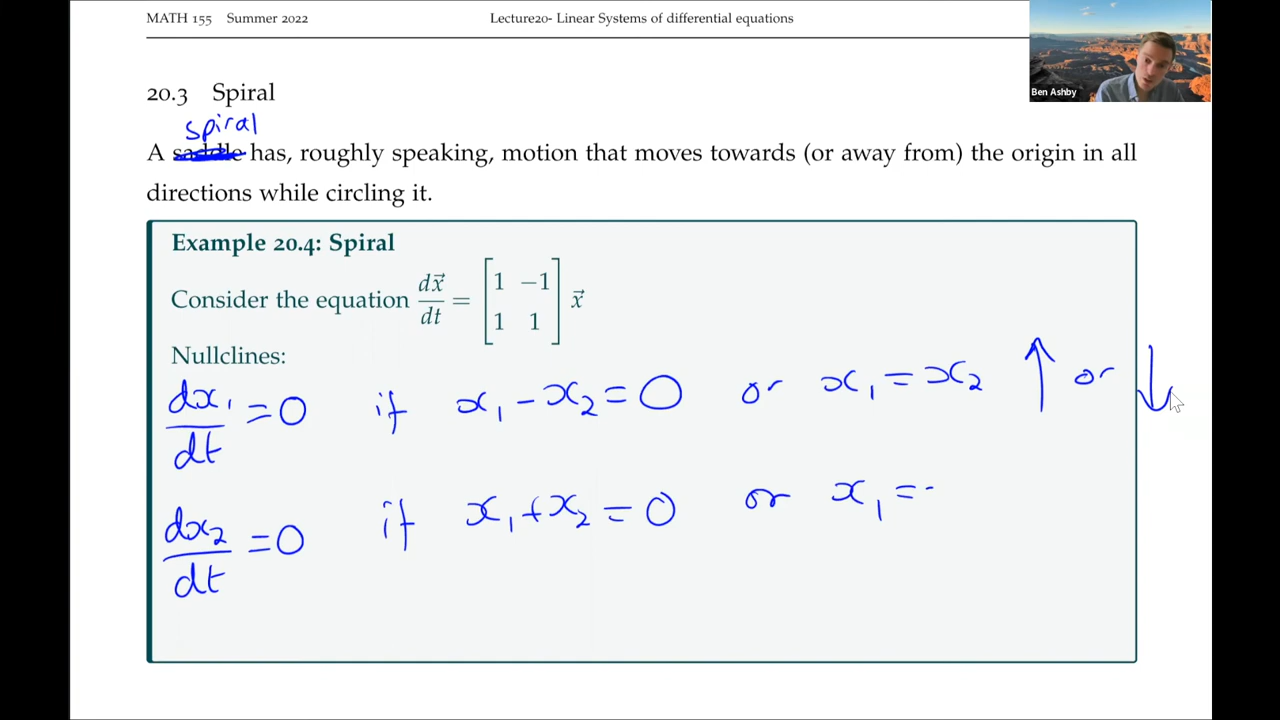 MATH 155 Summer 2022 Lecture20- Linear Systems of differential equations
Ben Ashby
20.3 Spiral
spiral
A saddle has, roughly speaking, motion that moves towards (or away from) the origin in all
directions while circling it.
Example 20.4: Spiral
Consider the equation dx⃗/dt = [1 −1; 1 1] x⃗
Nullclines:
dx₁/dt = 0 if x₁ − x₂ = 0 or x₁ = x₂ ↑ or ↓
dx₂/dt = 0 if x₁ + x₂ = 0 or x₁ = -